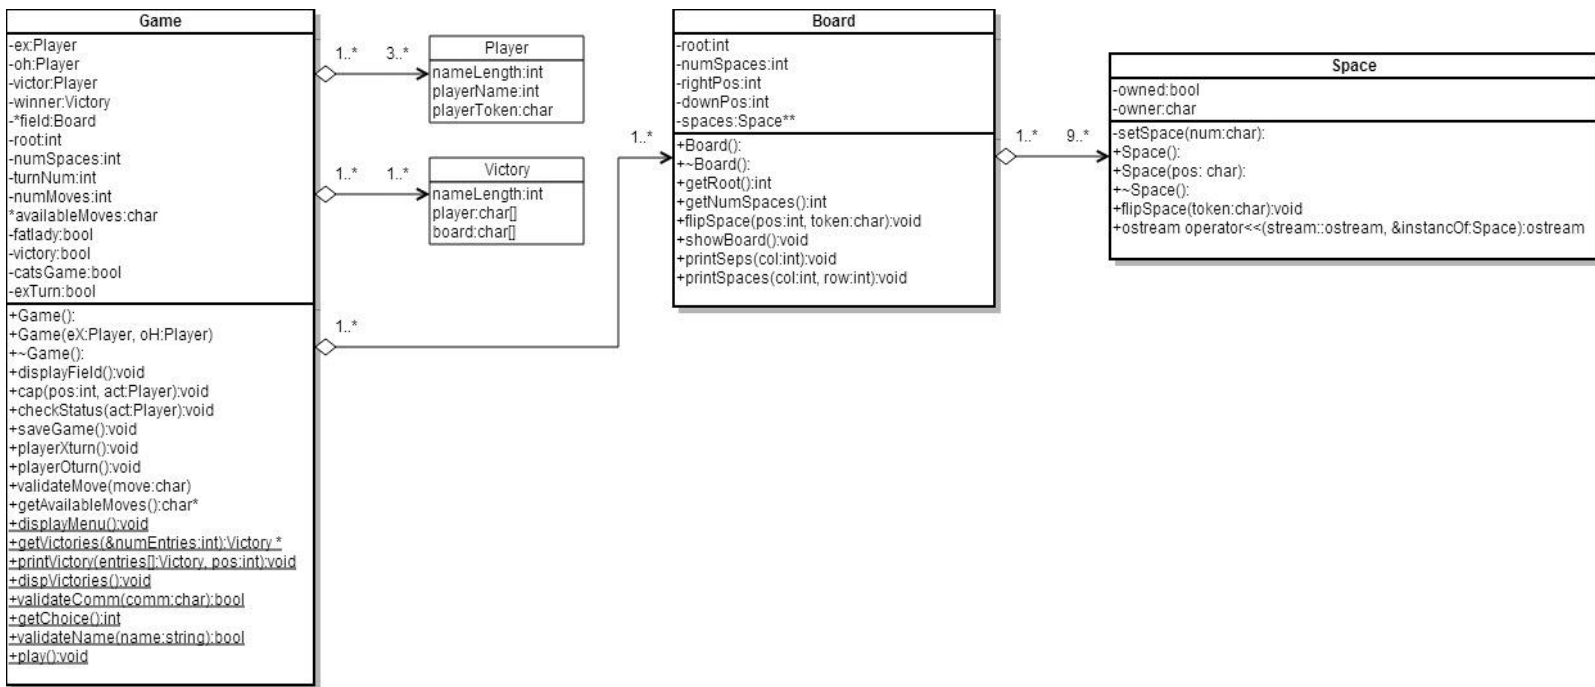 Game
-ex:Player
-oh:Player
-victor:Player
-winner:Victory
-*field:Board
-root:int
-numSpaces:int
-turnNum:int
-numMoves:int
*availableMoves:char
-fatlady:bool
-victory:bool
-catsGame:bool
-exTurn:bool
+Game():
+Game(eX:Player, oH:Player)
+~Game():
+displayField():void
+cap(pos:int, act:Player):void
+checkStatus(act:Player):void
+saveGame():void
+playerXturn():void
+playerOturn():void
+validateMove(move:char)
+getAvailableMoves():char*
+displayMenu():void
+getVictories(&numEntries:int):Victory *
+printVictory(entries[]:Victory, pos:int):void
+dispVictories():void
+validateComm(comm:char):bool
+getChoice():int
+validateName(name:string):bool
+play():void
1..* 3..*
Player
nameLength:int
playerName:int
playerToken:char
1..* 1..*
Victory
nameLength:int
player:char[]
board:char[]
1..*
1..*
Board
-root:int
-numSpaces:int
-rightPos:int
-downPos:int
-spaces:Space**
+Board():
+~Board():
+getRoot():int
+getNumSpaces():int
+flipSpace(pos:int, token:char):void
+showBoard():void
+printSeps(col:int):void
+printSpaces(col:int, row:int):void
1..* 9..*
Space
-owned:bool
-owner:char
-setSpace(num:char):
+Space():
+Space(pos: char):
+~Space():
+flipSpace(token:char):void
+ostream operator<<(stream::ostream, &instancOf:Space):ostream